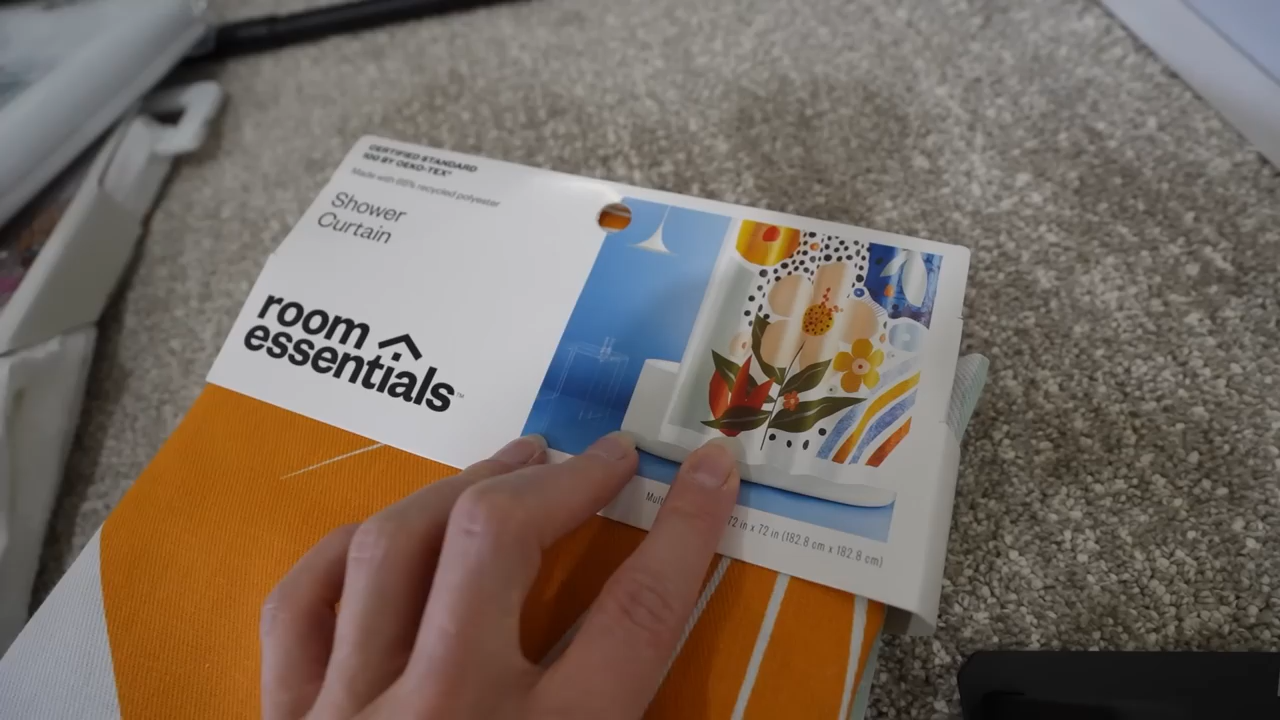 CERTIFIED STANDARD
100 BY OEKO-TEX®
Made with 65% recycled polyester
Shower
Curtain
room
essentials™
72 in x 72 in (182.8 cm x 182.8 cm)